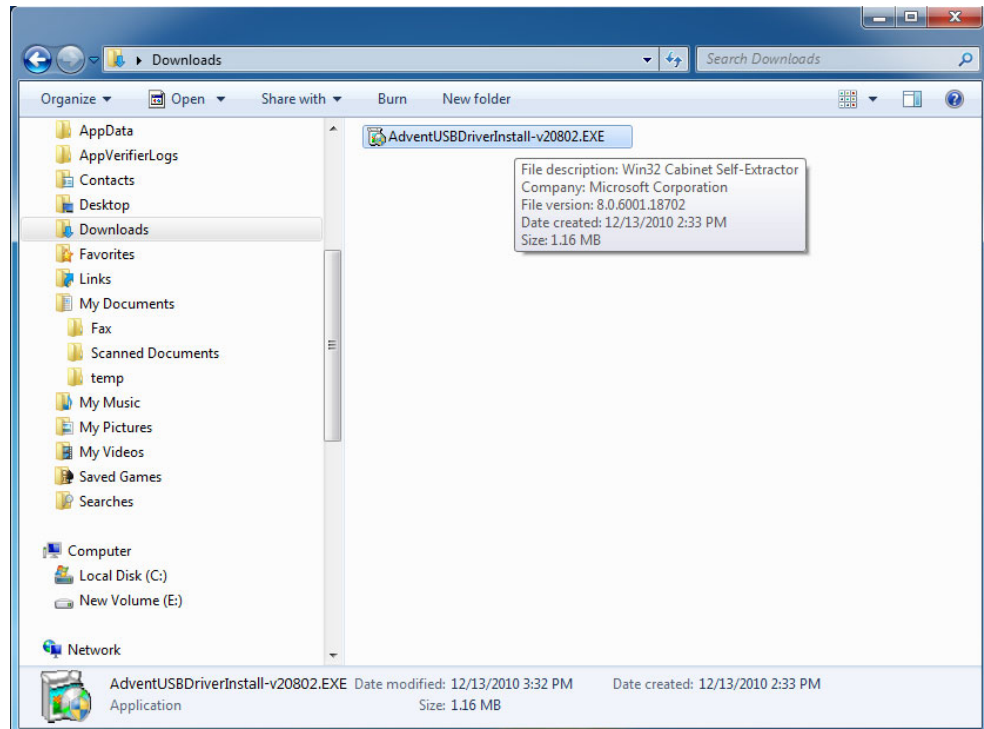 Downloads
Search Downloads
Organize Open Share with Burn New folder
AppData
AppVerifierLogs
Contacts
Desktop
Downloads
Favorites
Links
My Documents
Fax
Scanned Documents
temp
My Music
My Pictures
My Videos
Saved Games
Searches
Computer
Local Disk (C:)
New Volume (E:)
Network
AdventUSBDriverInstall-v20802.EXE
File description: Win32 Cabinet Self-Extractor
Company: Microsoft Corporation
File version: 8.0.6001.18702
Date created: 12/13/2010 2:33 PM
Size: 1.16 MB
AdventUSBDriverInstall-v20802.EXE Date modified: 12/13/2010 3:32 PM Date created: 12/13/2010 2:33 PM
Application Size: 1.16 MB